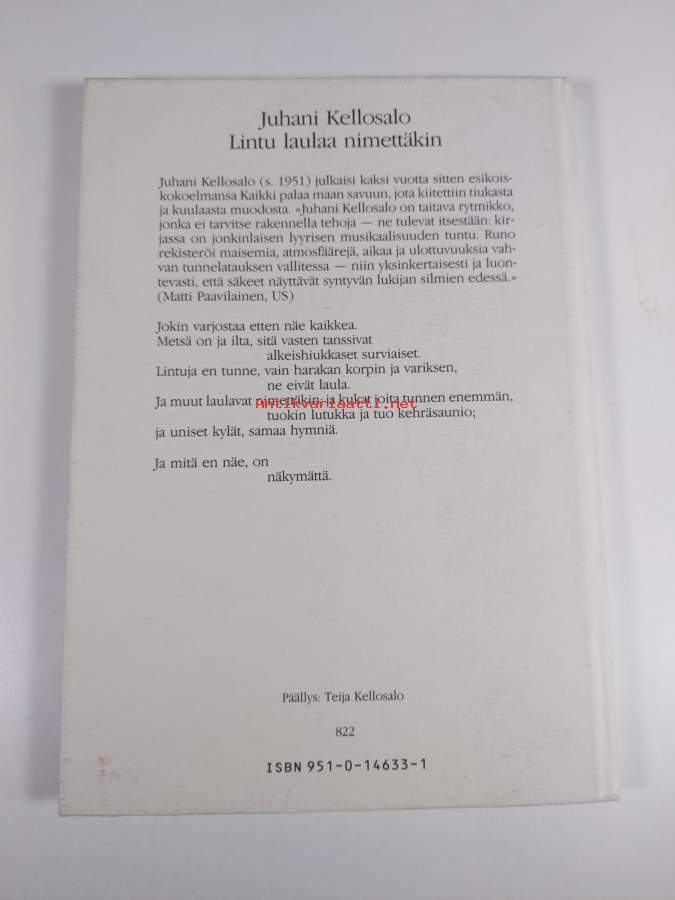 Juhani Kellosalo
Lintu laulaa nimettäkin
Juhani Kellosalo (s. 1951) julkaisi kaksi vuotta sitten esikois-
kokoelmansa Kaikki palaa maan savuun, jota kiitettiin tiukasta
ja kuulaasta muodosta. »Juhani Kellosalo on taitava rytmikko,
jonka ei tarvitse rakennella tehoja — ne tulevat itsestään: kir-
jassa on jonkinlaisen lyyrisen musikaalisuuden tuntu. Runo
rekisteröi maisemia, atmosfäärejä, aikaa ja ulottuvuuksia vah-
van tunnelatauksen vallitessa — niin yksinkertaisesti ja luon-
tevasti, että säkeet näyttävät syntyvän lukijan silmien edessä.»
(Matti Paavilainen, US)
Jokin varjostaa etten näe kaikkea.
Metsä on ja ilta, sitä vasten tanssivat
alkeishiukkaset surviaiset.
Lintuja en tunne, vain harakan korpin ja variksen,
ne eivät laula.
Ja muut laulavat nimettäkin, ja kukat joita tunnen enemmän,
Antikvariaatti.net
tuokin lutukka ja tuo kehräsaunio;
ja uniset kylät, samaa hymniä.
Ja mitä en näe, on
näkymättä.
Päällys: Teija Kellosalo
822
ISBN 951-0-14633-1